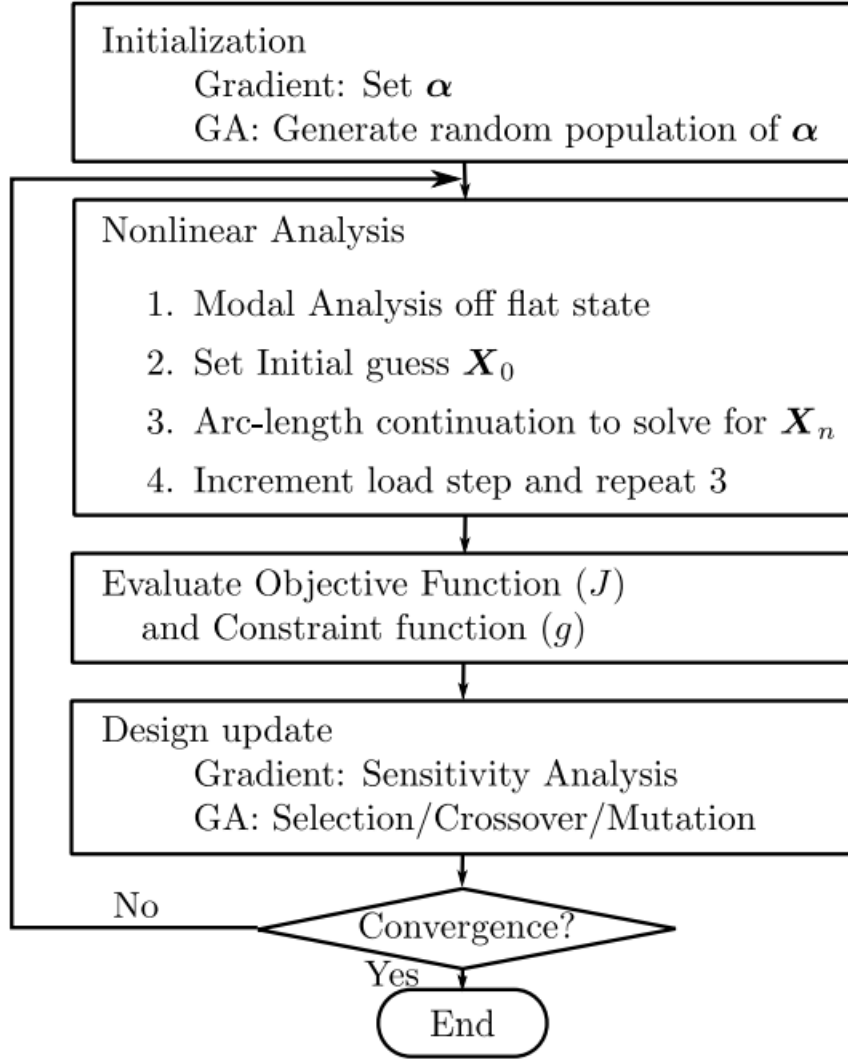 Initialization
Gradient: Set α
GA: Generate random population of α
Nonlinear Analysis
1. Modal Analysis off flat state
2. Set Initial guess X₀
3. Arc-length continuation to solve for Xₙ
4. Increment load step and repeat 3
Evaluate Objective Function (J)
and Constraint function (g)
Design update
Gradient: Sensitivity Analysis
GA: Selection/Crossover/Mutation
No
Convergence?
Yes
End